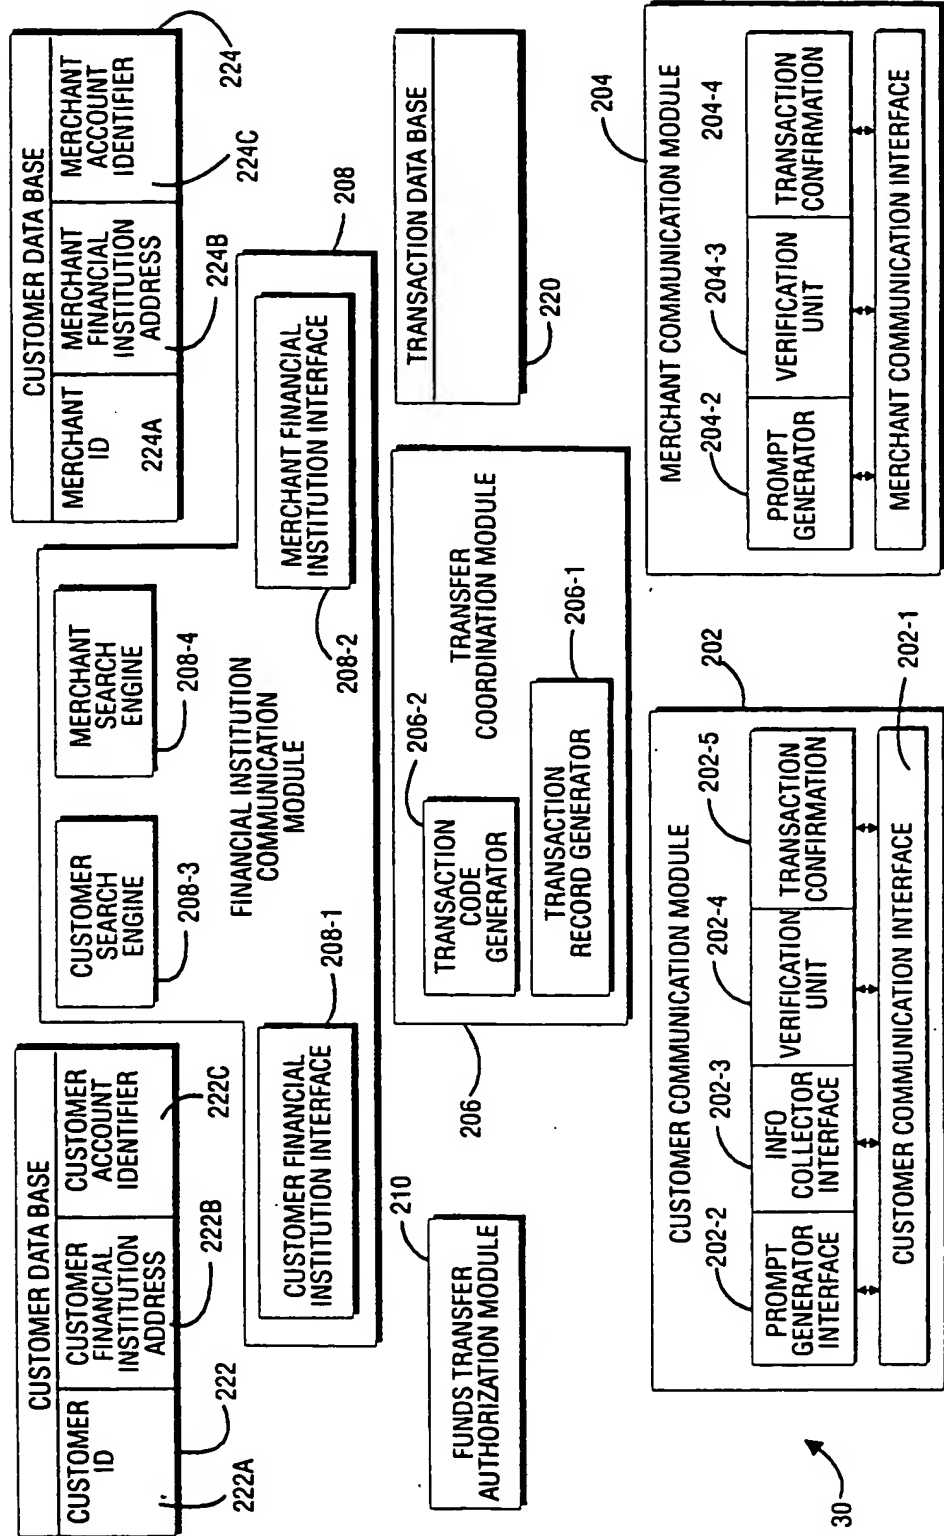 CUSTOMER DATA BASE
CUSTOMER
ID
222A
CUSTOMER
FINANCIAL
INSTITUTION
ADDRESS
222B
CUSTOMER
ACCOUNT
IDENTIFIER
222C
222
CUSTOMER
SEARCH
ENGINE
208-3
MERCHANT
SEARCH
ENGINE
208-4
FINANCIAL INSTITUTION
COMMUNICATION
MODULE
CUSTOMER FINANCIAL
INSTITUTION INTERFACE
208-1
MERCHANT FINANCIAL
INSTITUTION INTERFACE
208-2
208
CUSTOMER DATA BASE
MERCHANT
ID
224A
MERCHANT
FINANCIAL
INSTITUTION
ADDRESS
224B
MERCHANT
ACCOUNT
IDENTIFIER
224C
224
FUNDS TRANSFER
AUTHORIZATION MODULE
210
206
TRANSACTION
CODE
GENERATOR
206-2
TRANSFER
COORDINATION MODULE
TRANSACTION
RECORD GENERATOR
206-1
TRANSACTION DATA BASE
220
30
CUSTOMER COMMUNICATION MODULE
202
202-2
202-3
202-4
202-5
PROMPT
GENERATOR
INTERFACE
INFO
COLLECTOR
INTERFACE
VERIFICATION
UNIT
TRANSACTION
CONFIRMATION
CUSTOMER COMMUNICATION INTERFACE
202-1
MERCHANT COMMUNICATION MODULE
204
204-2
204-3
204-4
PROMPT
GENERATOR
VERIFICATION
UNIT
TRANSACTION
CONFIRMATION
MERCHANT COMMUNICATION INTERFACE